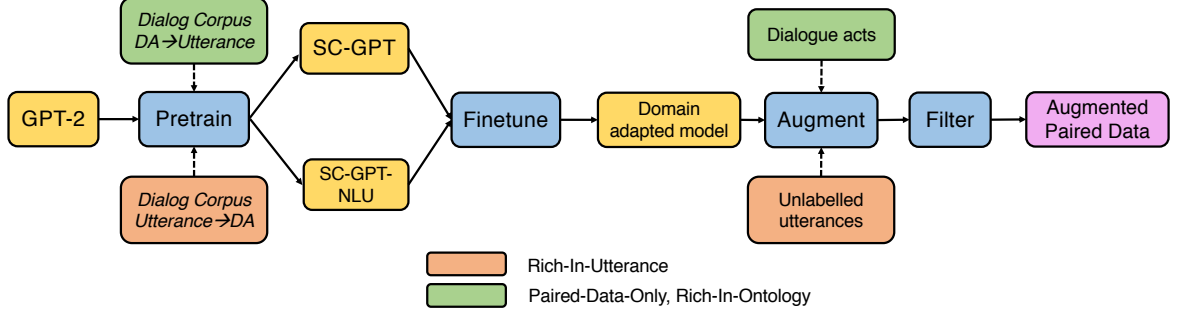 Dialog Corpus
DA→Utterance
SC-GPT
Dialogue acts
GPT-2
Pretrain
Finetune
Domain
adapted model
Augment
Filter
Augmented
Paired Data
Dialog Corpus
Utterance→DA
SC-GPT-
NLU
Unlabelled
utterances
Rich-In-Utterance
Paired-Data-Only, Rich-In-Ontology